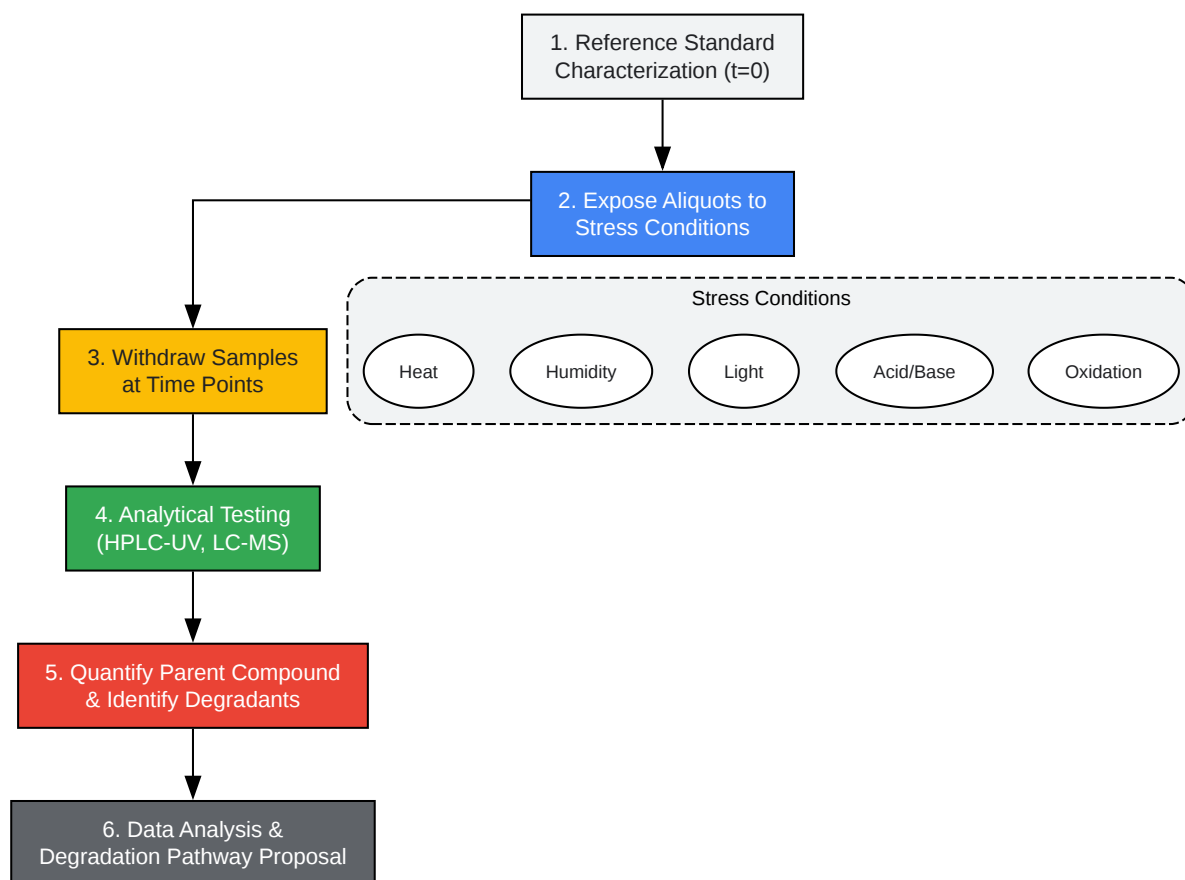 1. Reference Standard
Characterization (t=0)
2. Expose Aliquots to
Stress Conditions
Stress Conditions
Heat
Humidity
Light
Acid/Base
Oxidation
3. Withdraw Samples
at Time Points
4. Analytical Testing
(HPLC-UV, LC-MS)
5. Quantify Parent Compound
& Identify Degradants
6. Data Analysis &
Degradation Pathway Proposal